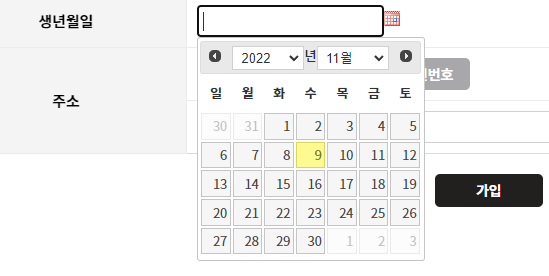 생년월일
2022 년 11월
일 월 화 수 목 금 토
30 31 1 2 3 4 5
6 7 8 9 10 11 12
13 14 15 16 17 18 19
20 21 22 23 24 25 26
27 28 29 30 1 2 3
주소
번호
가입